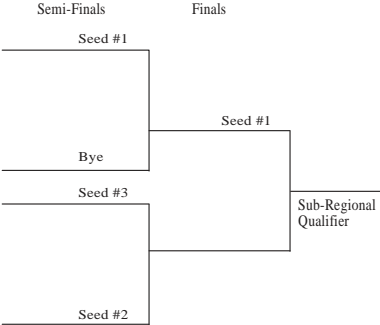 Semi-Finals Finals
Seed #1
Seed #1
Bye
Seed #3
Sub-Regional
Qualifier
Seed #2